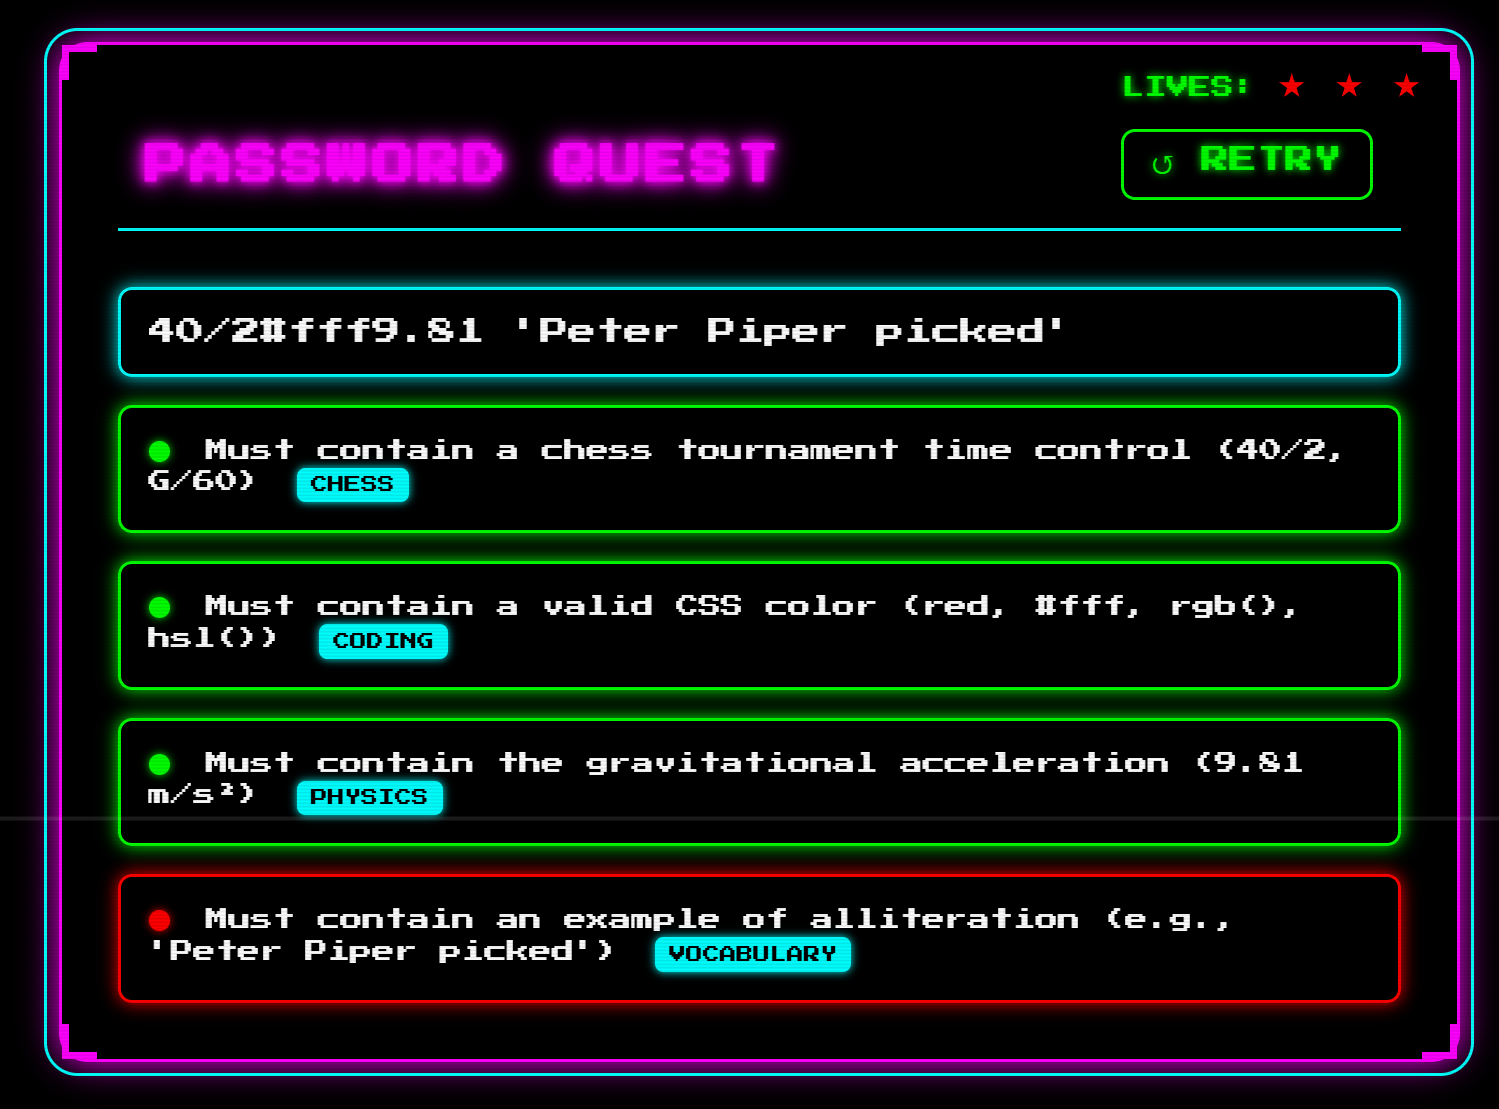 LIVES: ★ ★ ★
PASSWORD QUEST
↺ RETRY
40/2#fff9.81 'Peter Piper picked'
Must contain a chess tournament time control (40/2,
G/60) CHESS
Must contain a valid CSS color (red, #fff, rgb(),
hsl()) CODING
Must contain the gravitational acceleration (9.81
m/s²) PHYSICS
Must contain an example of alliteration (e.g.,
'Peter Piper picked') VOCABULARY